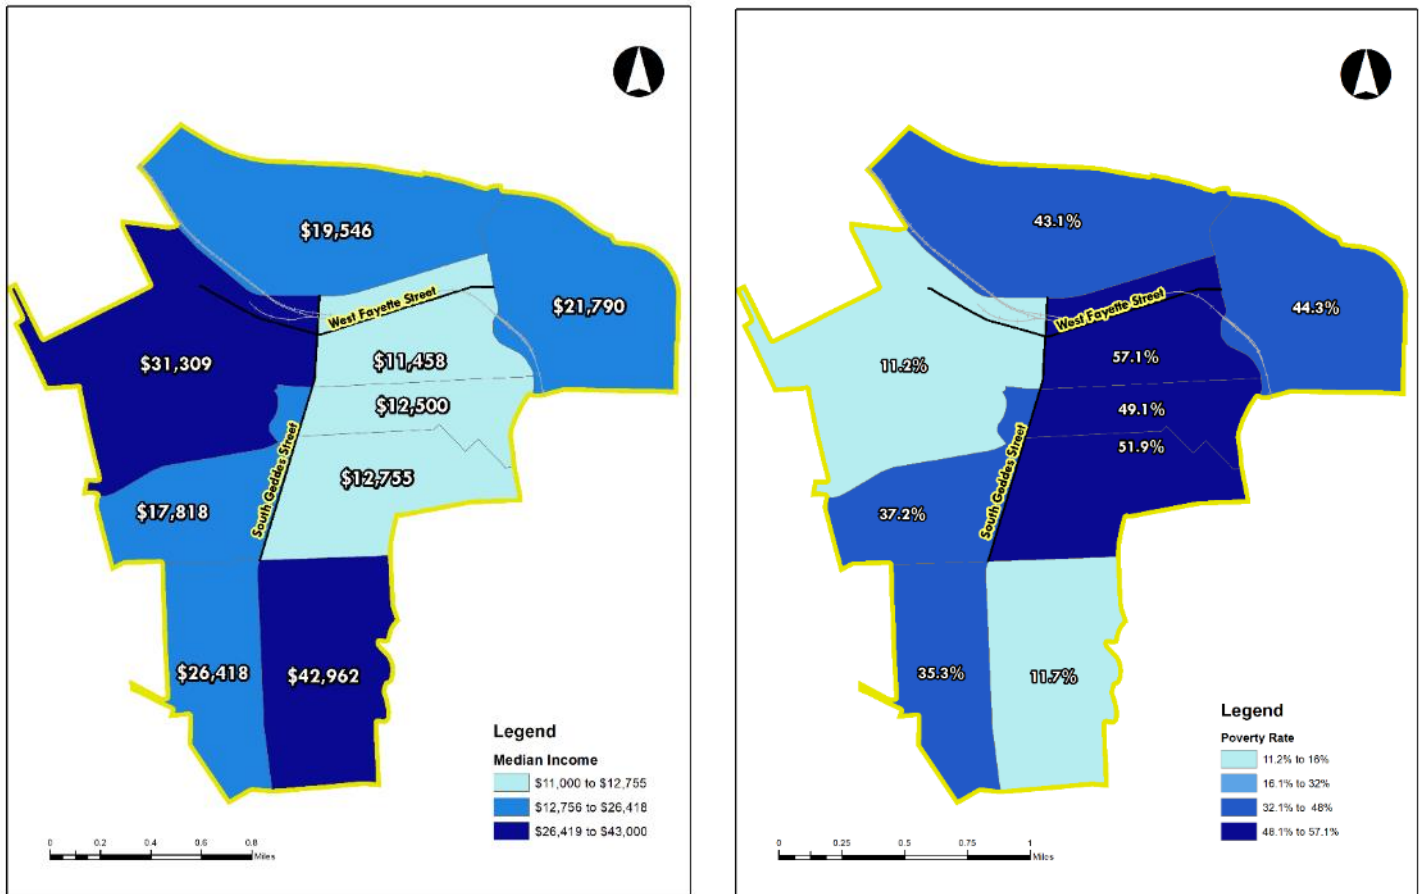 $19,546
$21,790
West Fayette Street
$31,309
$11,458
$12,500
South Geddes Street
$12,755
$17,818
$26,418
$42,962
Legend
Median Income
$11,000 to $12,755
$12,756 to $26,418
$26,419 to $43,000
0 0.2 0.4 0.6 0.8
Miles
43.1%
44.3%
West Fayette Street
11.2%
57.1%
49.1%
51.9%
South Geddes Street
37.2%
35.3%
11.7%
Legend
Poverty Rate
11.2% to 16%
16.1% to 32%
32.1% to 48%
48.1% to 57.1%
0 0.25 0.5 0.75 1
Miles